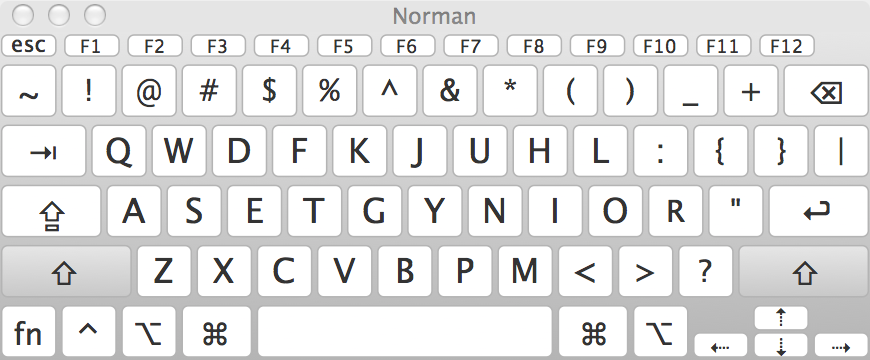 Norman
esc F1 F2 F3 F4 F5 F6 F7 F8 F9 F10 F11 F12
~ ! @ # $ % ^ & * ( ) _ + ⌫
⇥ Q W D F K J U H L : { } |
⇪ A S E T G Y N I O R " ↩
⇧ Z X C V B P M < > ? ⇧
fn ^ ⌥ ⌘ ⌘ ⌥ ⇠ ⇡ ⇣ ⇢